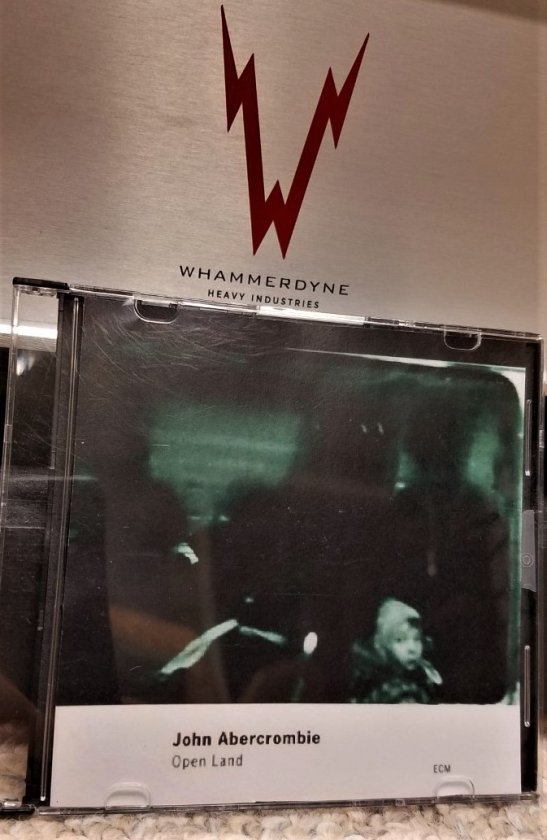 WHAMMERDYNE
HEAVY INDUSTRIES
John Abercrombie
Open Land
ECM